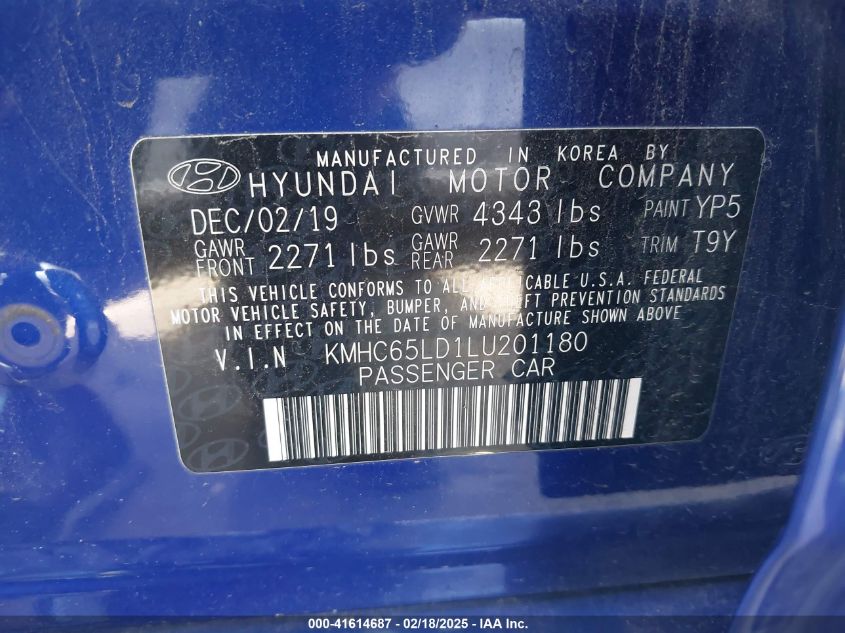 MANUFACTURED IN KOREA BY
HYUNDAI MOTOR COMPANY
DEC/02/19 GVWR 4343 lbs PAINT YP5
GAWR FRONT 2271 lbs GAWR REAR 2271 lbs TRIM T9Y
THIS VEHICLE CONFORMS TO ALL APPLICABLE U.S.A. FEDERAL
MOTOR VEHICLE SAFETY, BUMPER, AND THEFT PREVENTION STANDARDS
IN EFFECT ON THE DATE OF MANUFACTURE SHOWN ABOVE
V.I.N KMHC65LD1LU201180
PASSENGER CAR
000-41614687 - 02/18/2025 - IAAI.com.